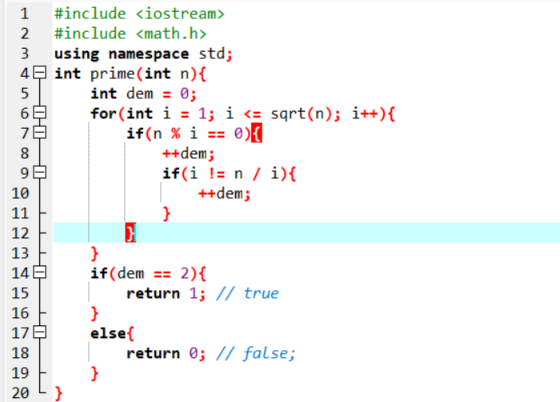 1 #include <iostream>
2 #include <math.h>
3 using namespace std;
4 int prime(int n){
5 int dem = 0;
6 for(int i = 1; i <= sqrt(n); i++){
7 if(n % i == 0){
8 ++dem;
9 if(i != n / i){
10 ++dem;
11 }
12 }
13 }
14 if(dem == 2){
15 return 1; // true
16 }
17 else{
18 return 0; // false;
19 }
20 }